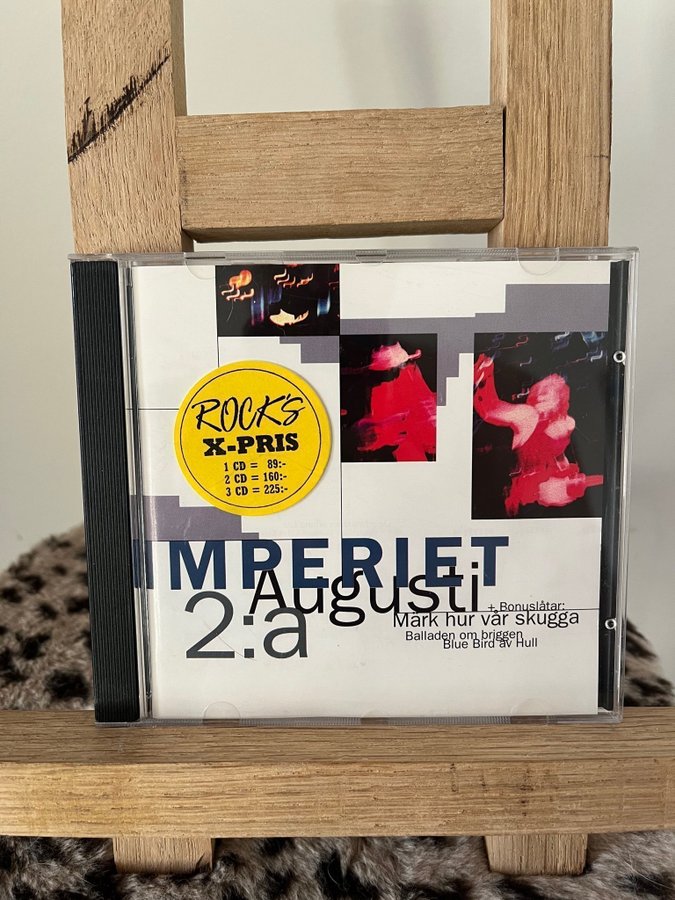 ROCK'S
X-PRIS
1 CD = 89:-
2 CD = 160:-
3 CD = 225:-
IMPERIET
Augusti
2:a
+ Bonuslåtar:
Märk hur vår skugga
Balladen om briggen
Blue Bird av Hull